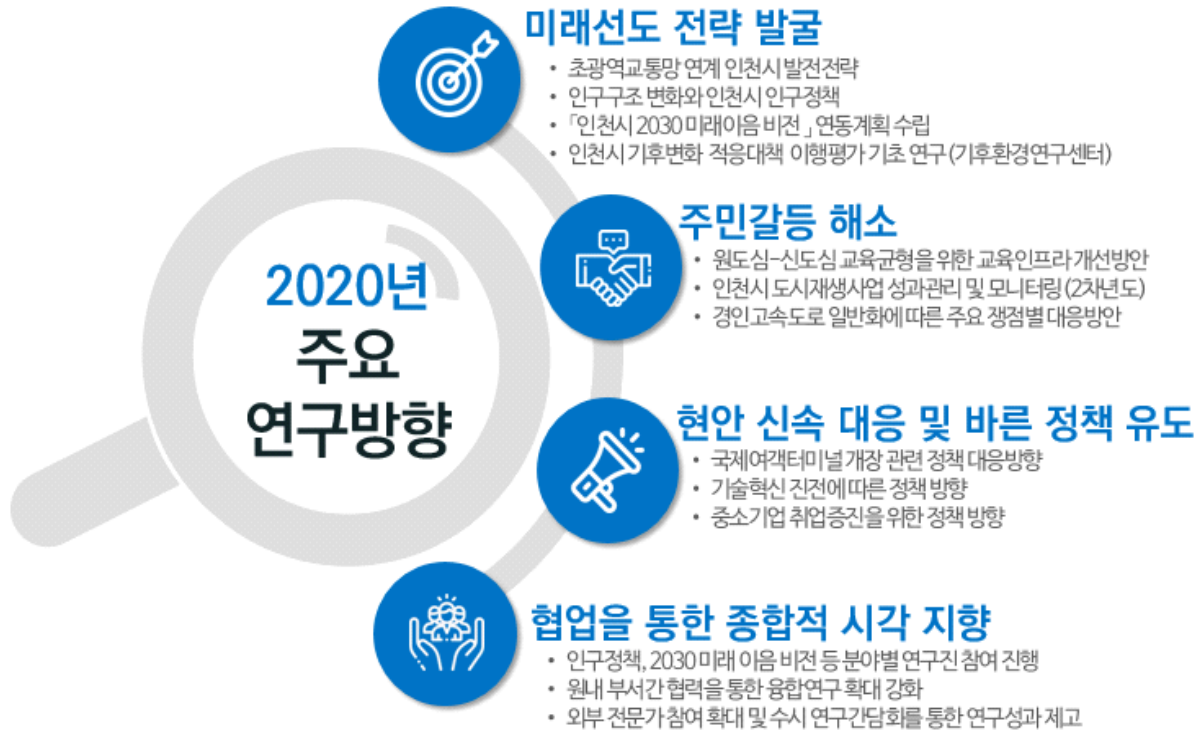 2020년
주요
연구방향
미래선도 전략 발굴
• 초광역교통망 연계 인천시 발전전략
• 인구구조 변화와 인천시 인구정책
• 「인천시 2030 미래이음 비전」 연동계획 수립
• 인천시 기후변화 적응대책 이행평가 기초 연구 (기후환경연구센터)
주민갈등 해소
• 원도심-신도심 교육균형을 위한 교육인프라 개선방안
• 인천시 도시재생사업 성과관리 및 모니터링 (2차년도)
• 경인고속도로 일반화에 따른 주요 쟁점별 대응방안
현안 신속 대응 및 바른 정책 유도
• 국제여객터미널 개장 관련 정책 대응방향
• 기술혁신 진전에 따른 정책 방향
• 중소기업 취업증진을 위한 정책 방향
협업을 통한 종합적 시각 지향
• 인구정책, 2030 미래 이음 비전 등 분야별 연구진 참여 진행
• 원내 부서간 협력을 통한 융합연구 확대 강화
• 외부 전문가 참여 확대 및 수시 연구간담회를 통한 연구성과 제고